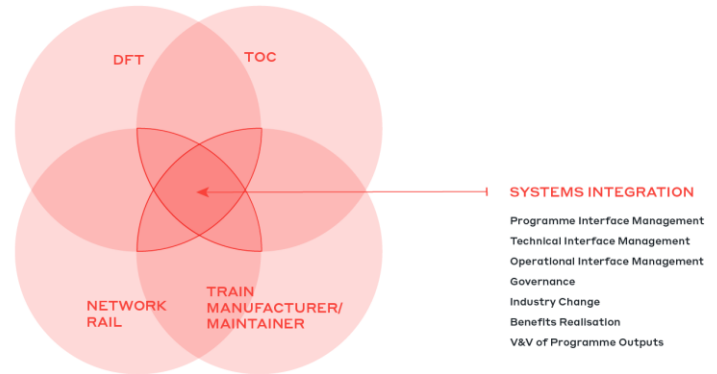 DFT
TOC
NETWORK
RAIL
TRAIN
MANUFACTURER/
MAINTAINER
SYSTEMS INTEGRATION
Programme Interface Management
Technical Interface Management
Operational Interface Management
Governance
Industry Change
Benefits Realisation
V&V of Programme Outputs